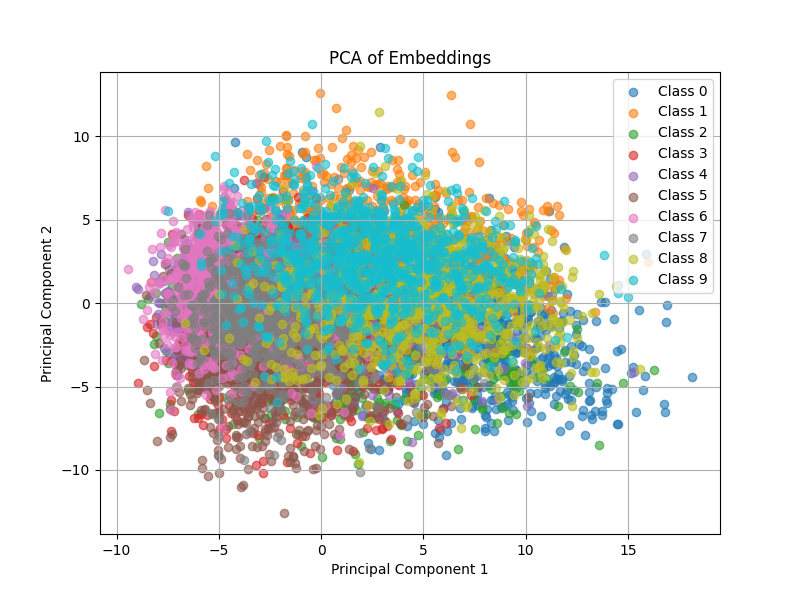 PCA of Embeddings
Class 0
Class 1
Class 2
Class 3
Class 4
Class 5
Class 6
Class 7
Class 8
Class 9
Principal Component 2
10
5
0
−5
−10
−10
−5
0
5
10
15
Principal Component 1